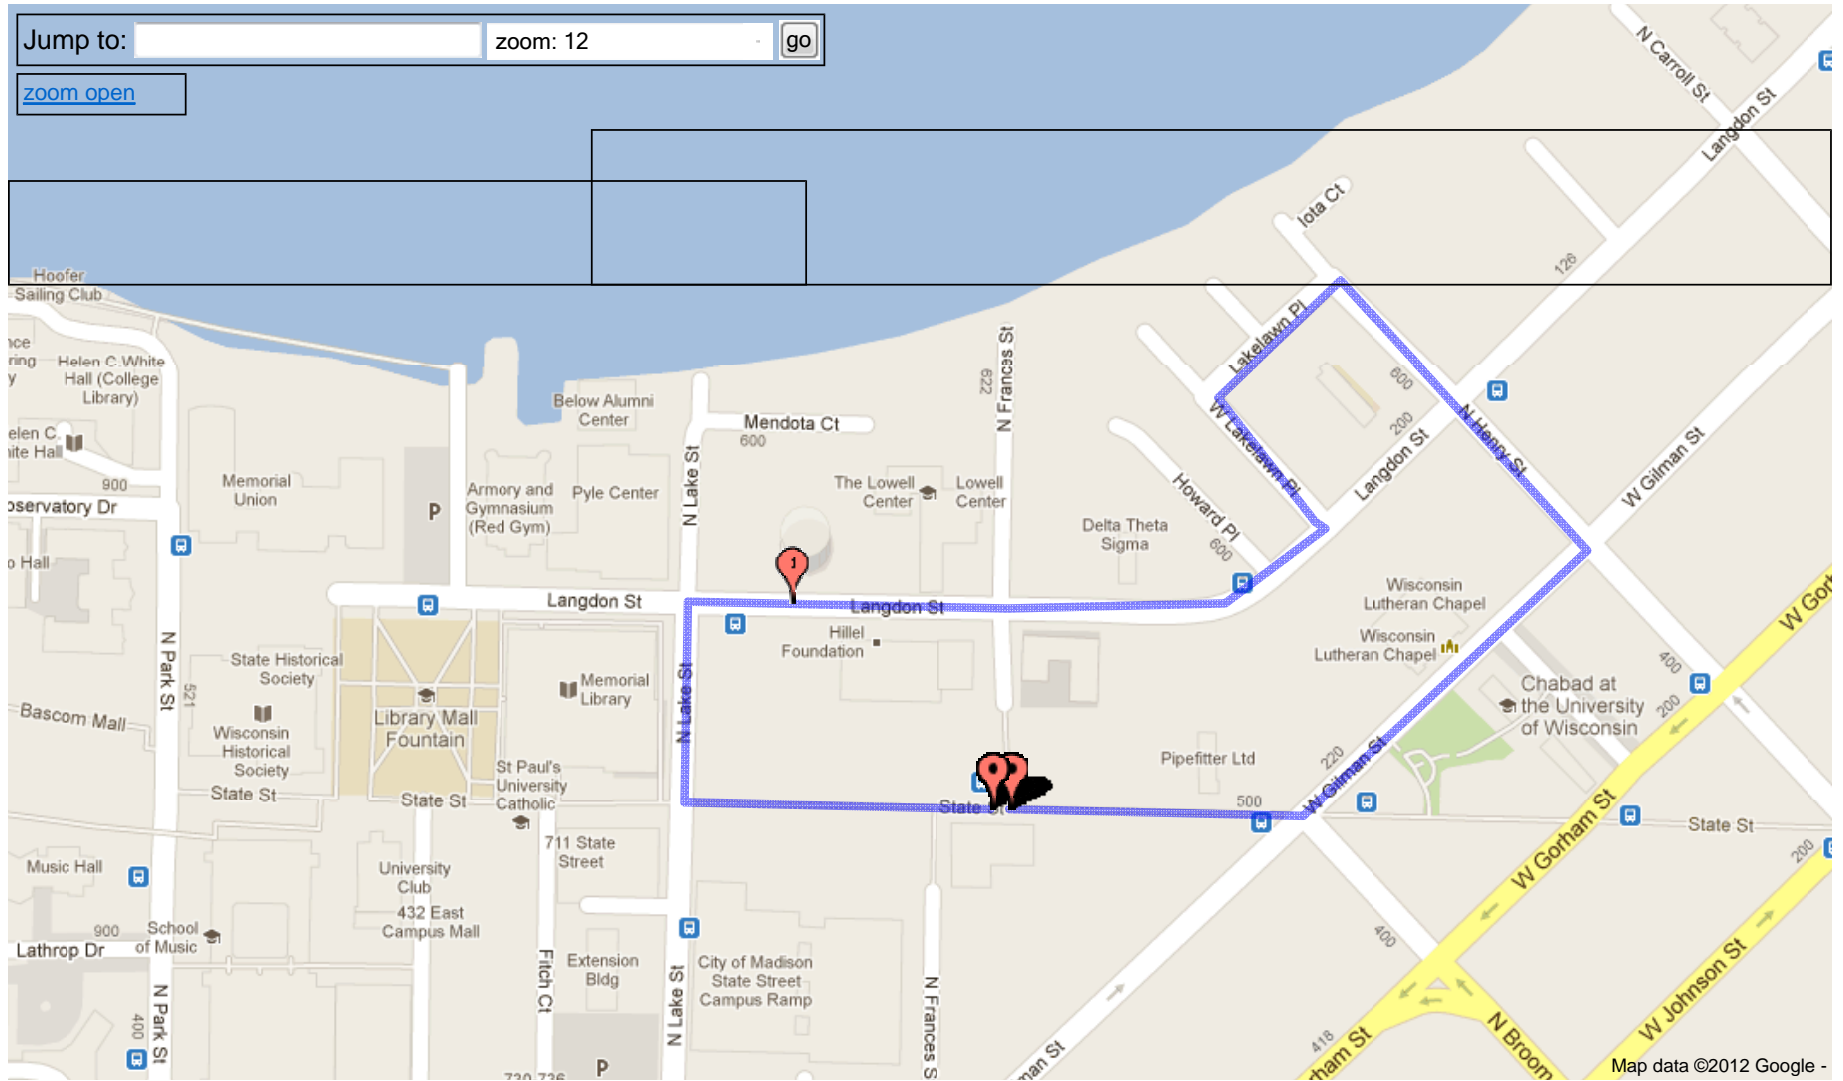 Jump to:
zoom: 12
go
zoom open
N Carroll St
Langdon St
Iota Ct
126
Hoofer
Sailing Club
Helen C White
Hall (College
Library)
900
Observatory Dr
Memorial
Union
P
Armory and
Gymnasium
(Red Gym)
Below Alumni
Center
Pyle Center
N Lake St
Mendota Ct
600
622
N Frances St
The Lowell
Center
Lowell
Center
Lakelawn Pl
W Lakelawn Pl
Howard Pl
600
Delta Theta
Sigma
600
200
Langdon St
N Henry St
W Gilman St
1
Langdon St
Langdon St
Hillel
Foundation
Wisconsin
Lutheran Chapel
Wisconsin
Lutheran Chapel
W Gor
400
200
Chabad at
the University
of Wisconsin
N Park St
521
State Historical
Society
Bascom Mall
Wisconsin
Historical
Society
Library Mall
Fountain
Memorial
Library
N Lake St
St Paul's
University
Catholic
State St
State St
State St
Pipefitter Ltd
220
500
W Gilman St
State St
200
W Gorham St
711 State
Street
Music Hall
University
Club
432 East
Campus Mall
900
School
of Music
Lathrop Dr
N Park St
400
Fitch Ct
Extension
Bldg
N Lake St
City of Madison
State Street
Campus Ramp
N Frances S
P
720-726
man St
400
418
ham St
N Broom
W Johnson St
Map data ©2012 Google -